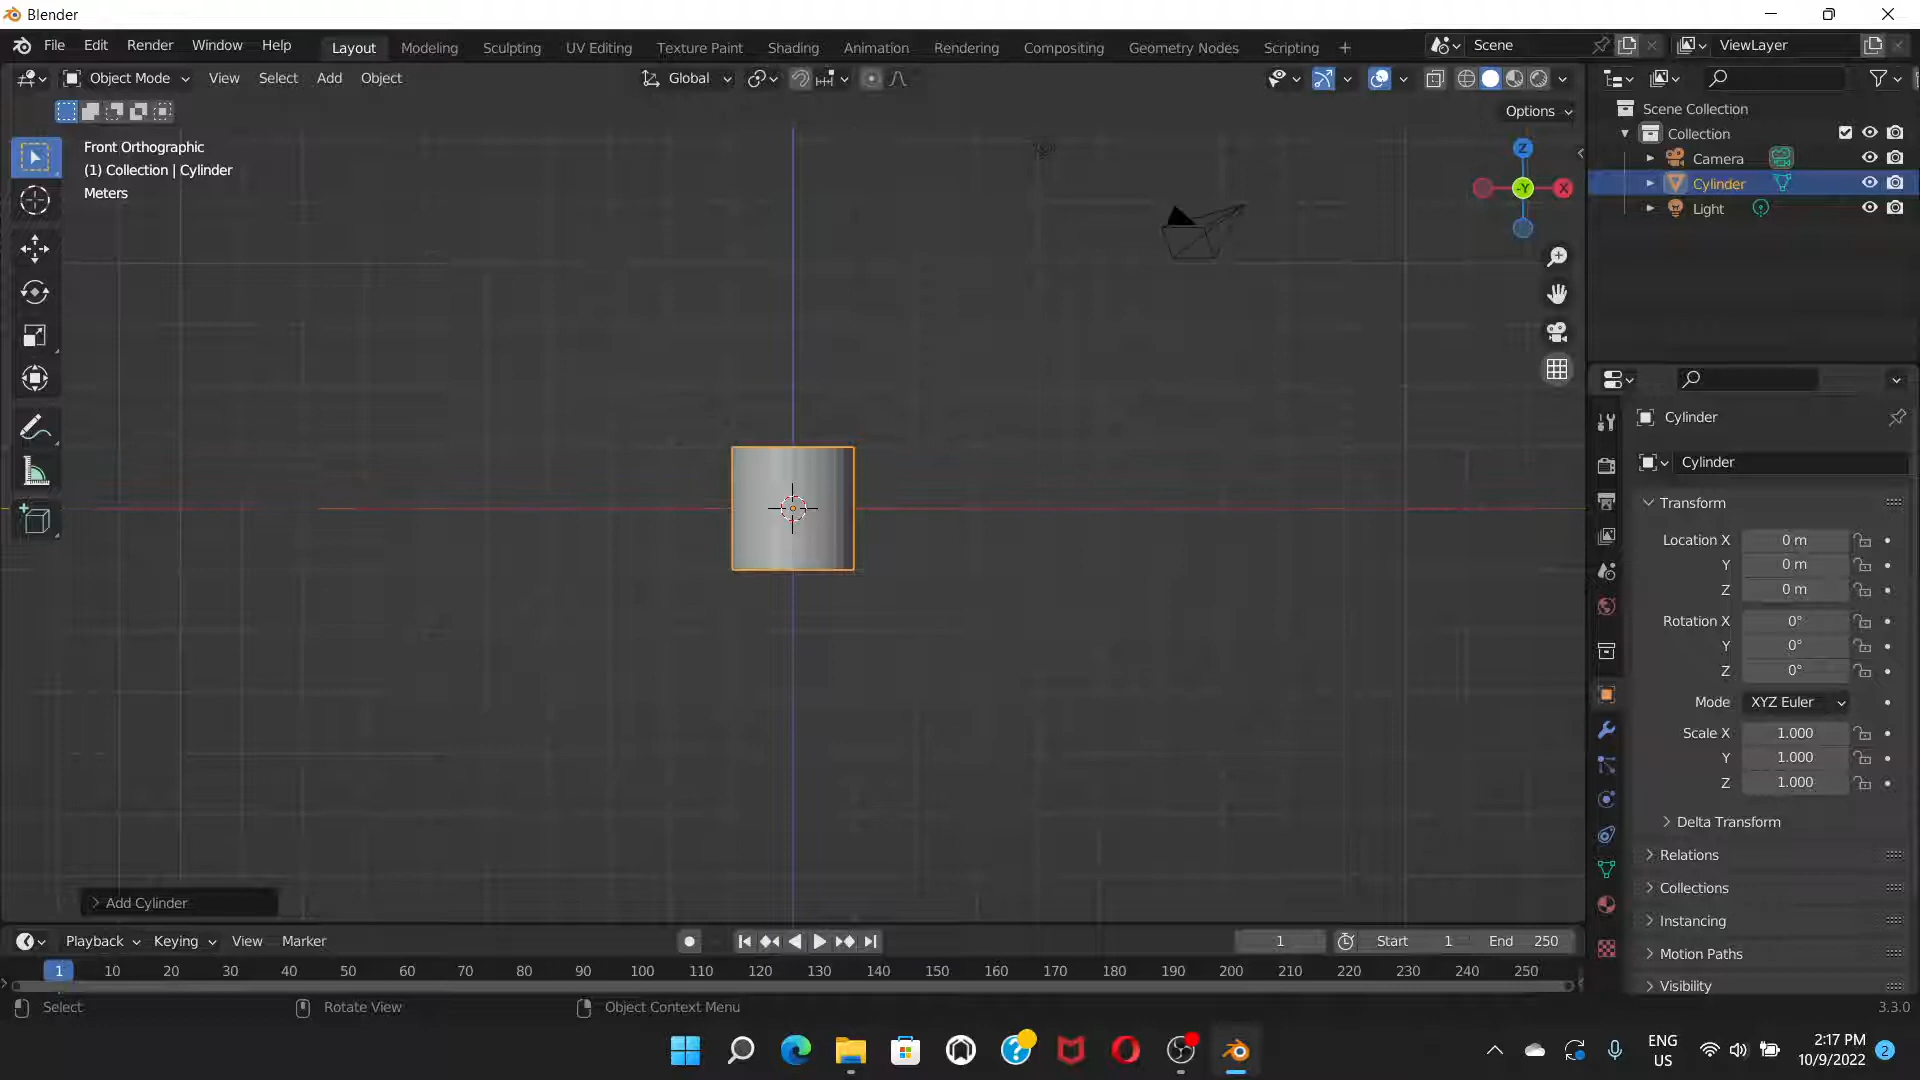 Blender
File Edit Render Window Help Layout Modeling Sculpting UV Editing Texture Paint Shading Animation Rendering Compositing Geometry Nodes Scripting + Scene ViewLayer
Object Mode View Select Add Object Global
Options
Front Orthographic
(1) Collection | Cylinder
Meters
Z
-Y
X
Scene Collection
Collection
Camera
Cylinder
Light
Cylinder
Cylinder
Transform
Location X 0 m
Y 0 m
Z 0 m
Rotation X 0°
Y 0°
Z 0°
Mode XYZ Euler
Scale X 1.000
Y 1.000
Z 1.000
Delta Transform
Relations
Collections
Instancing
Motion Paths
Visibility
Add Cylinder
Playback Keying View Marker 1 Start 1 End 250
1 10 20 30 40 50 60 70 80 90 100 110 120 130 140 150 160 170 180 190 200 210 220 230 240 250
Select Rotate View Object Context Menu 3.3.0
ENG
US
2:17 PM
10/9/2022
2